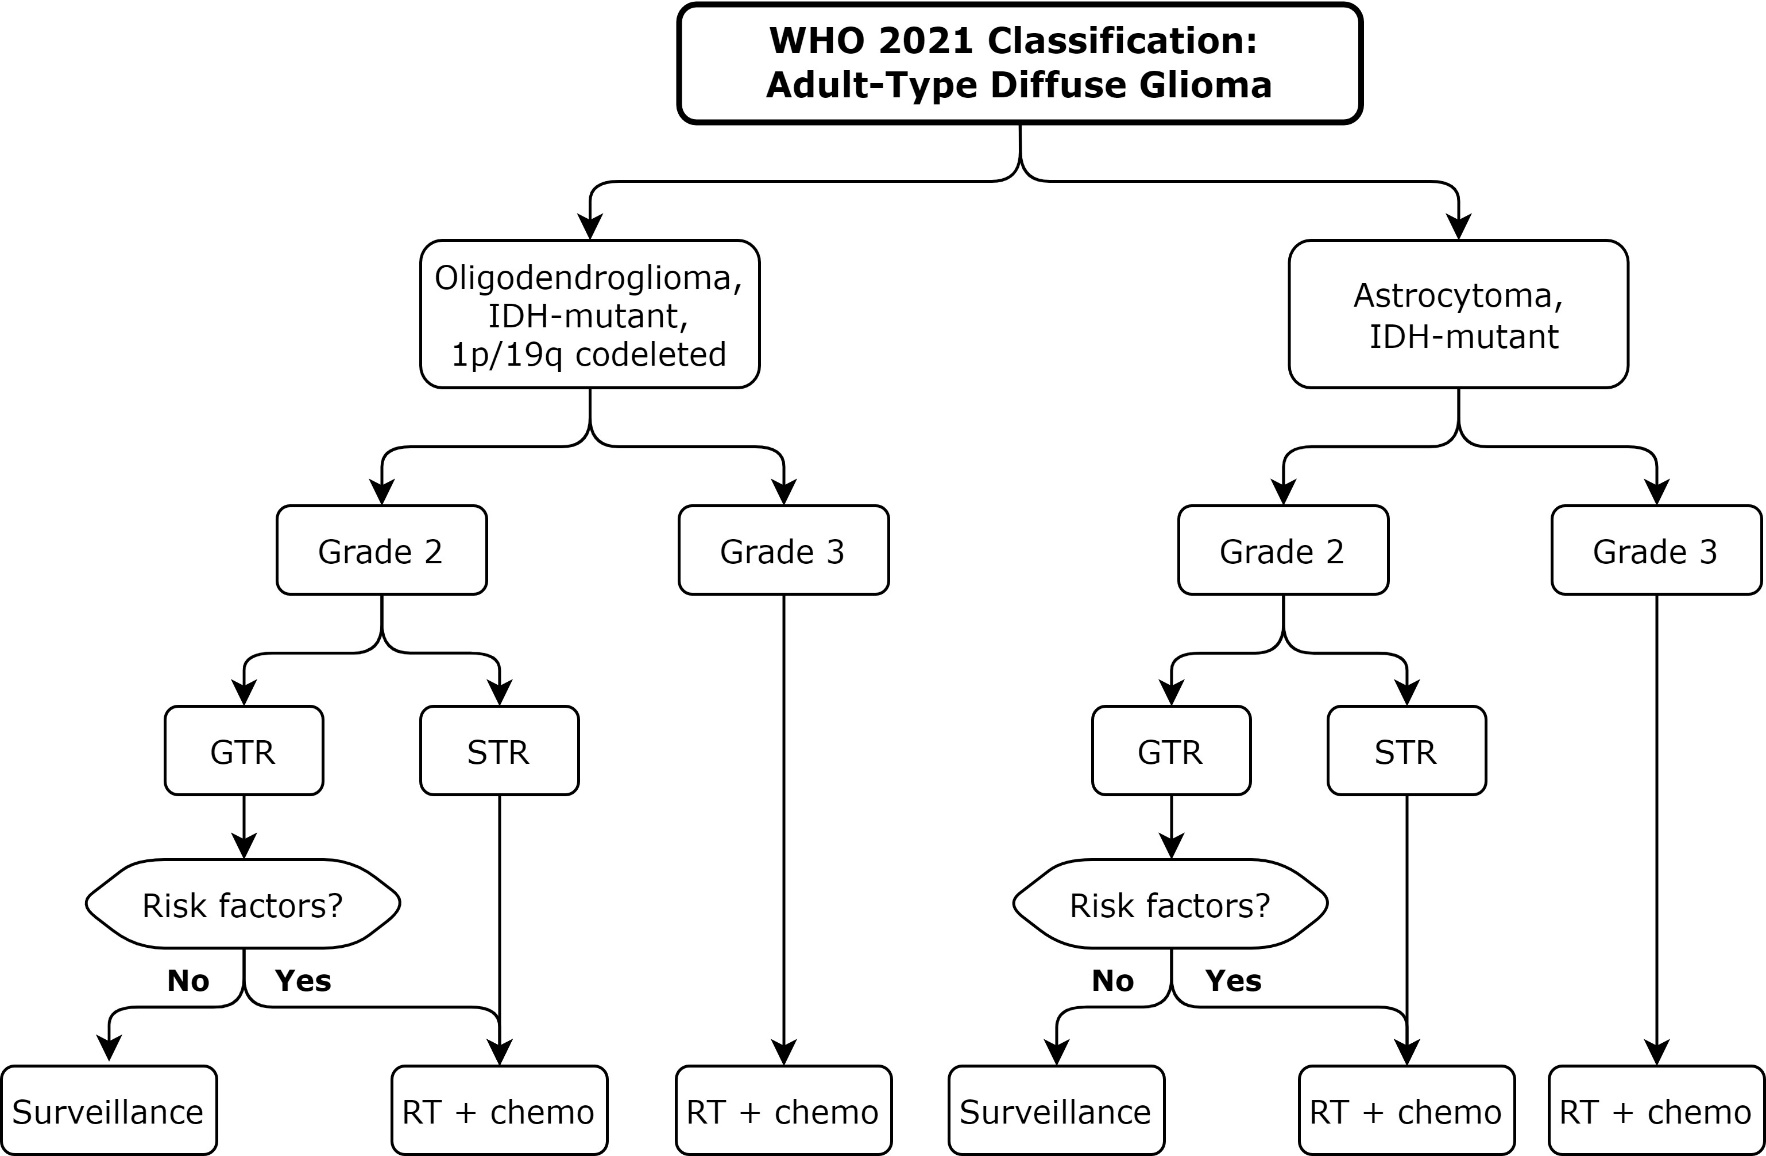 WHO 2021 Classification:
Adult-Type Diffuse Glioma
Oligodendroglioma,
IDH-mutant,
1p/19q codeleted
Astrocytoma,
IDH-mutant
Grade 2
Grade 3
Grade 2
Grade 3
GTR
STR
GTR
STR
Risk factors?
Risk factors?
No
Yes
No
Yes
Surveillance
RT + chemo
RT + chemo
Surveillance
RT + chemo
RT + chemo